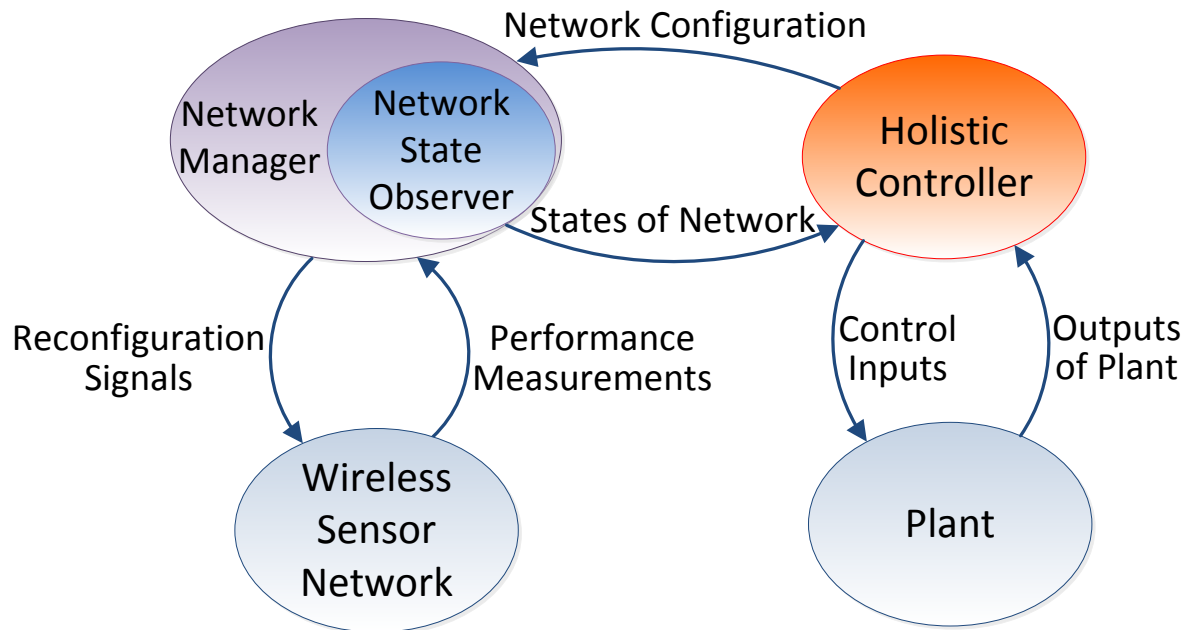 Network Configuration
Network
Manager
Network
State
Observer
Holistic
Controller
States of Network
Reconfiguration
Signals
Performance
Measurements
Control
Inputs
Outputs
of Plant
Wireless
Sensor
Network
Plant